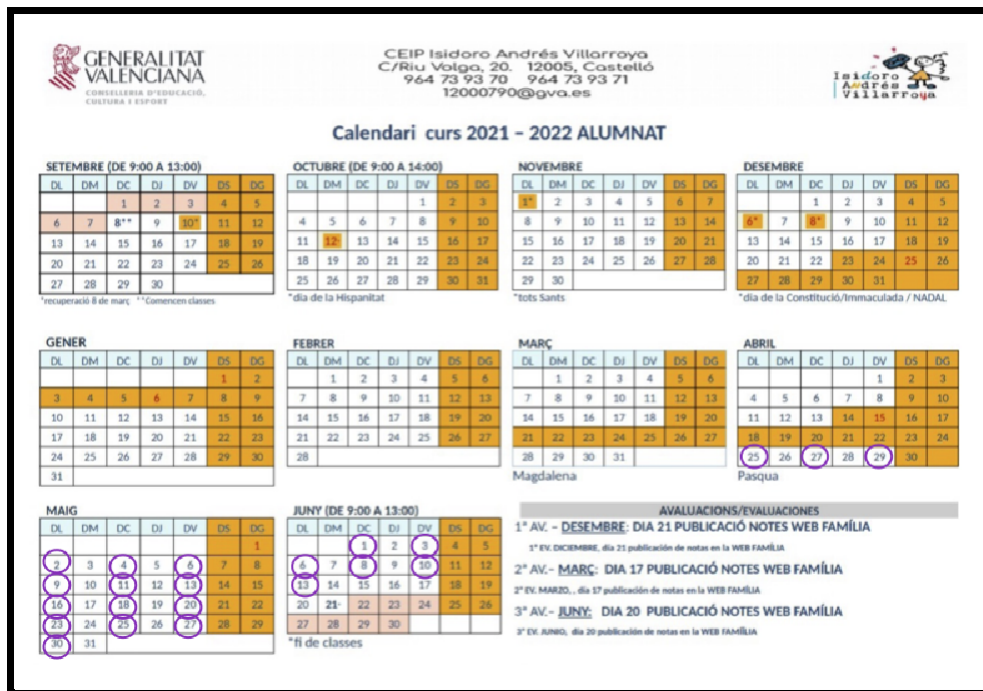 GENERALITAT
VALENCIANA
CONSELLERIA D'EDUCACIÓ,
CULTURA I ESPORT
CEIP Isidoro Andrés Villarroya
C/Riu Volga, 20. 12005, Castelló
964 73 93 70 964 73 93 71
12000790@gva.es
Isidoro
Andrés
Villarroya
Calendari curs 2021 – 2022 ALUMNAT
SETEMBRE (DE 9:00 A 13:00)
DL DM DC DJ DV DS DG
1 2 3 4 5
6 7 8** 9 10* 11 12
13 14 15 16 17 18 19
20 21 22 23 24 25 26
27 28 29 30
*recuperació 8 de març **Comencen classes
OCTUBRE (DE 9:00 A 14:00)
DL DM DC DJ DV DS DG
1 2 3
4 5 6 7 8 9 10
11 12* 13 14 15 16 17
18 19 20 21 22 23 24
25 26 27 28 29 30 31
*dia de la Hispanitat
NOVEMBRE
DL DM DC DJ DV DS DG
1* 2 3 4 5 6 7
8 9 10 11 12 13 14
15 16 17 18 19 20 21
22 23 24 25 26 27 28
29 30
*tots Sants
DESEMBRE
DL DM DC DJ DV DS DG
1 2 3 4 5
6* 7 8* 9 10 11 12
13 14 15 16 17 18 19
20 21 22 23 24 25 26
27 28 29 30 31
*dia de la Constitució/Immaculada / NADAL
GENER
DL DM DC DJ DV DS DG
1 2
3 4 5 6 7 8 9
10 11 12 13 14 15 16
17 18 19 20 21 22 23
24 25 26 27 28 29 30
31
FEBRER
DL DM DC DJ DV DS DG
1 2 3 4 5 6
7 8 9 10 11 12 13
14 15 16 17 18 19 20
21 22 23 24 25 26 27
28
MARÇ
DL DM DC DJ DV DS DG
1 2 3 4 5 6
7 8 9 10 11 12 13
14 15 16 17 18 19 20
21 22 23 24 25 26 27
28 29 30 31
Magdalena
ABRIL
DL DM DC DJ DV DS DG
1 2 3
4 5 6 7 8 9 10
11 12 13 14 15 16 17
18 19 20 21 22 23 24
25 26 27 28 29 30
Pasqua
MAIG
DL DM DC DJ DV DS DG
1
2 3 4 5 6 7 8
9 10 11 12 13 14 15
16 17 18 19 20 21 22
23 24 25 26 27 28 29
30 31
JUNY (DE 9:00 A 13:00)
DL DM DC DJ DV DS DG
1 2 3 4 5
6 7 8 9 10 11 12
13 14 15 16 17 18 19
20 21* 22 23 24 25 26
27 28 29 30
*fi de classes
AVALUACIONS/EVALUACIONES
1ª AV. – DESEMBRE: DIA 21 PUBLICACIÓ NOTES WEB FAMÍLIA
1ª EV. DICIEMBRE, día 21 publicación de notas en la WEB FAMÍLIA
2ª AV.– MARÇ: DIA 17 PUBLICACIÓ NOTES WEB FAMÍLIA
2ª EV. MARZO, , día 17 publicación de notas en la WEB FAMÍLIA
3ª AV.– JUNY: DIA 20 PUBLICACIÓ NOTES WEB FAMÍLIA
3ª EV. JUNIO, día 20 publicación de notas en la WEB FAMÍLIA